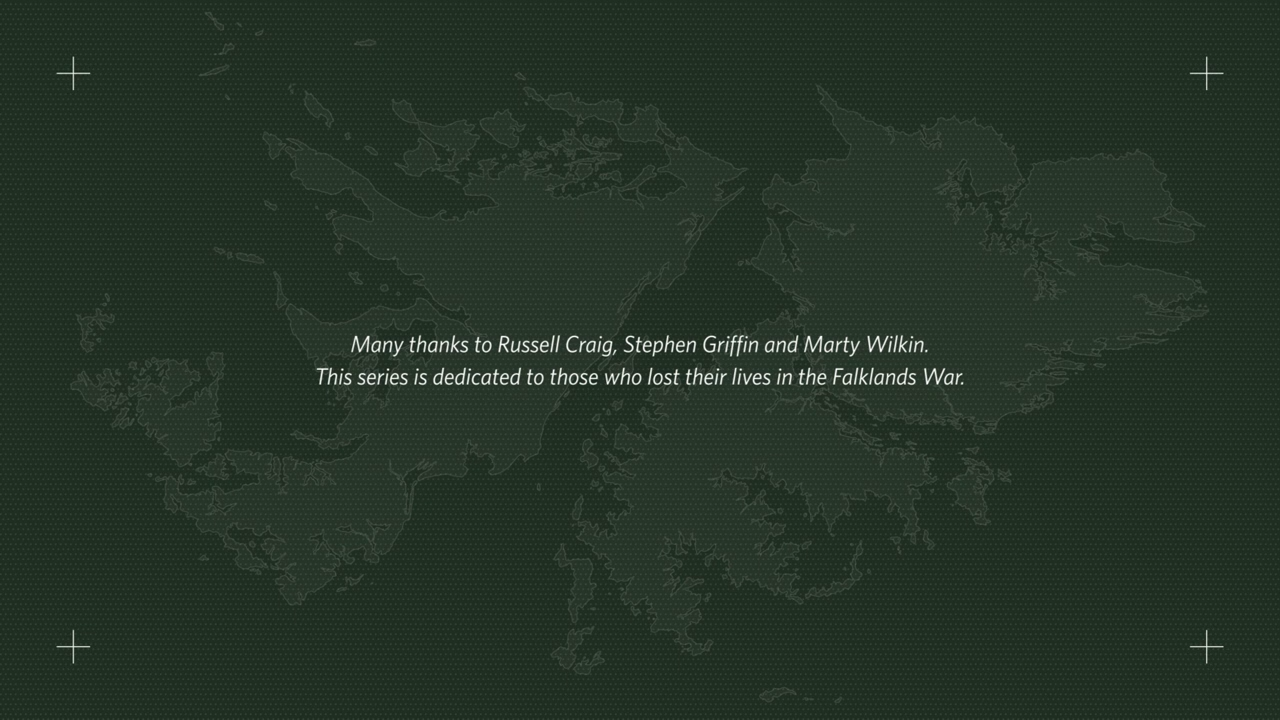 Many thanks to Russell Craig, Stephen Griffin and Marty Wilkin.
This series is dedicated to those who lost their lives in the Falklands War.